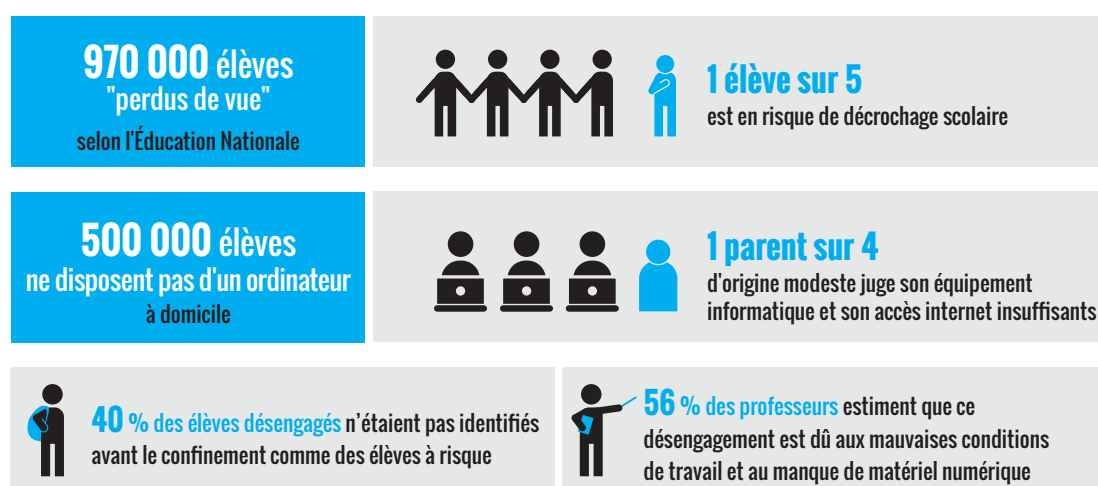 970 000 élèves
"perdus de vue"
selon l'Éducation Nationale
1 élève sur 5
est en risque de décrochage scolaire
500 000 élèves
ne disposent pas d'un ordinateur
à domicile
1 parent sur 4
d'origine modeste juge son équipement
informatique et son accès internet insuffisants
40 % des élèves désengagés n'étaient pas identifiés
avant le confinement comme des élèves à risque
56 % des professeurs estiment que ce
désengagement est dû aux mauvaises conditions
de travail et au manque de matériel numérique